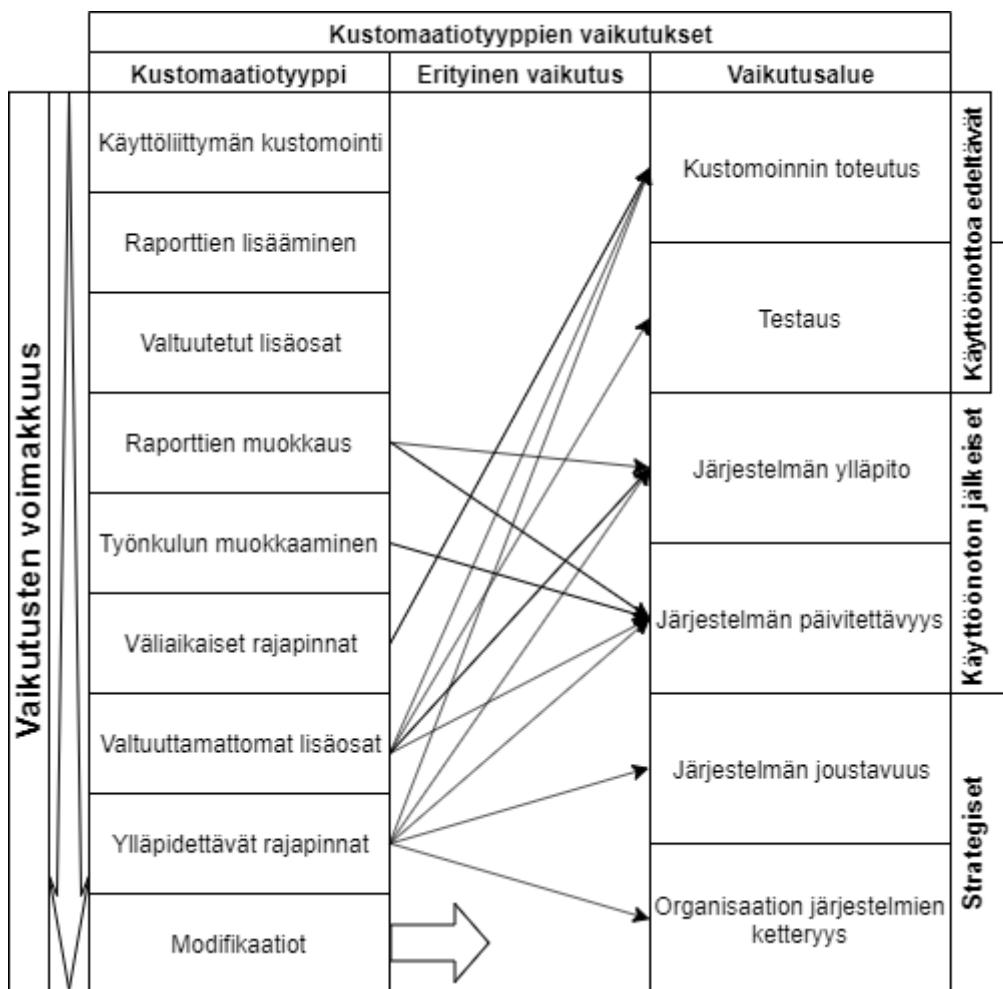 Kustomaatiotyyppien vaikutukset
Kustomaatiotyyppi
Erityinen vaikutus
Vaikutusalue
Vaikutusten voimakkuus
Käyttöliittymän kustomointi
Raporttien lisääminen
Valtuutetut lisäosat
Raporttien muokkaus
Työnkulun muokkaaminen
Väliaikaiset rajapinnat
Valtuuttamattomat lisäosat
Ylläpidettävät rajapinnat
Modifikaatiot
Kustomoinnin toteutus
Testaus
Järjestelmän ylläpito
Järjestelmän päivitettävyys
Järjestelmän joustavuus
Organisaation järjestelmien
ketteryys
Käyttöönottoa edeltävät
Käyttöönoton jälkeiset
Strategiset